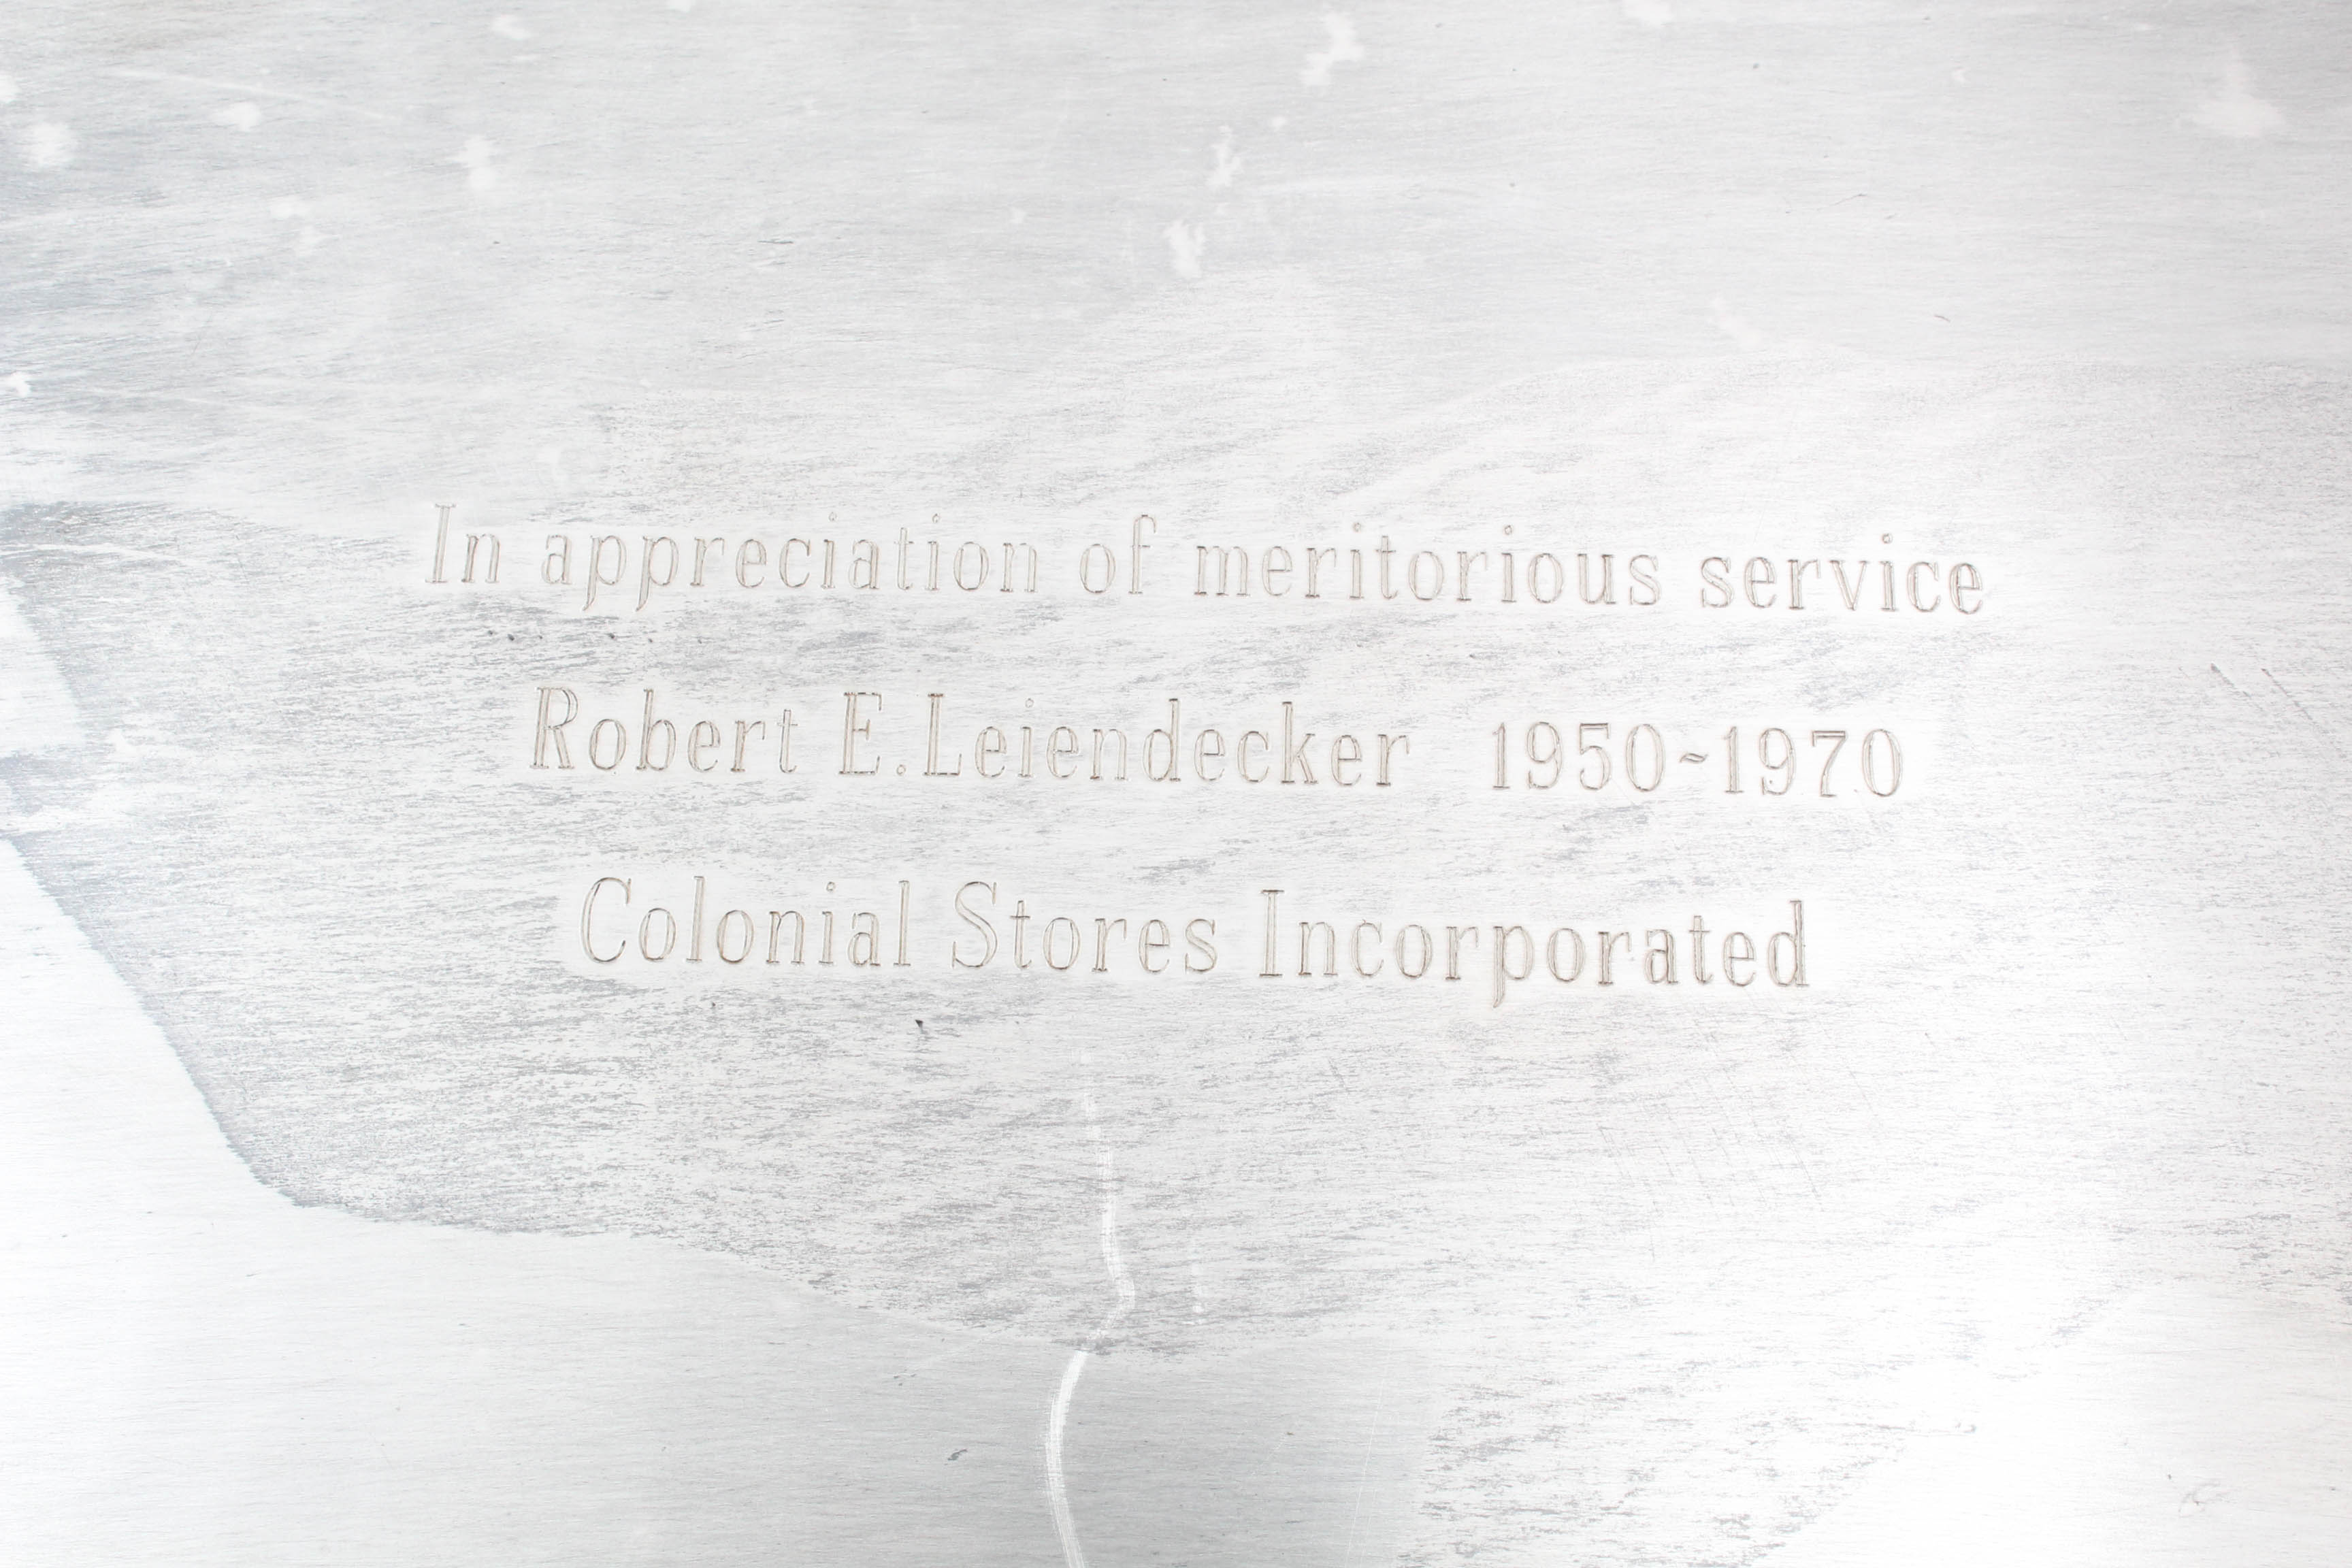 In appreciation of meritorious service
Robert E. Leiendecker 1950~1970
Colonial Stores Incorporated